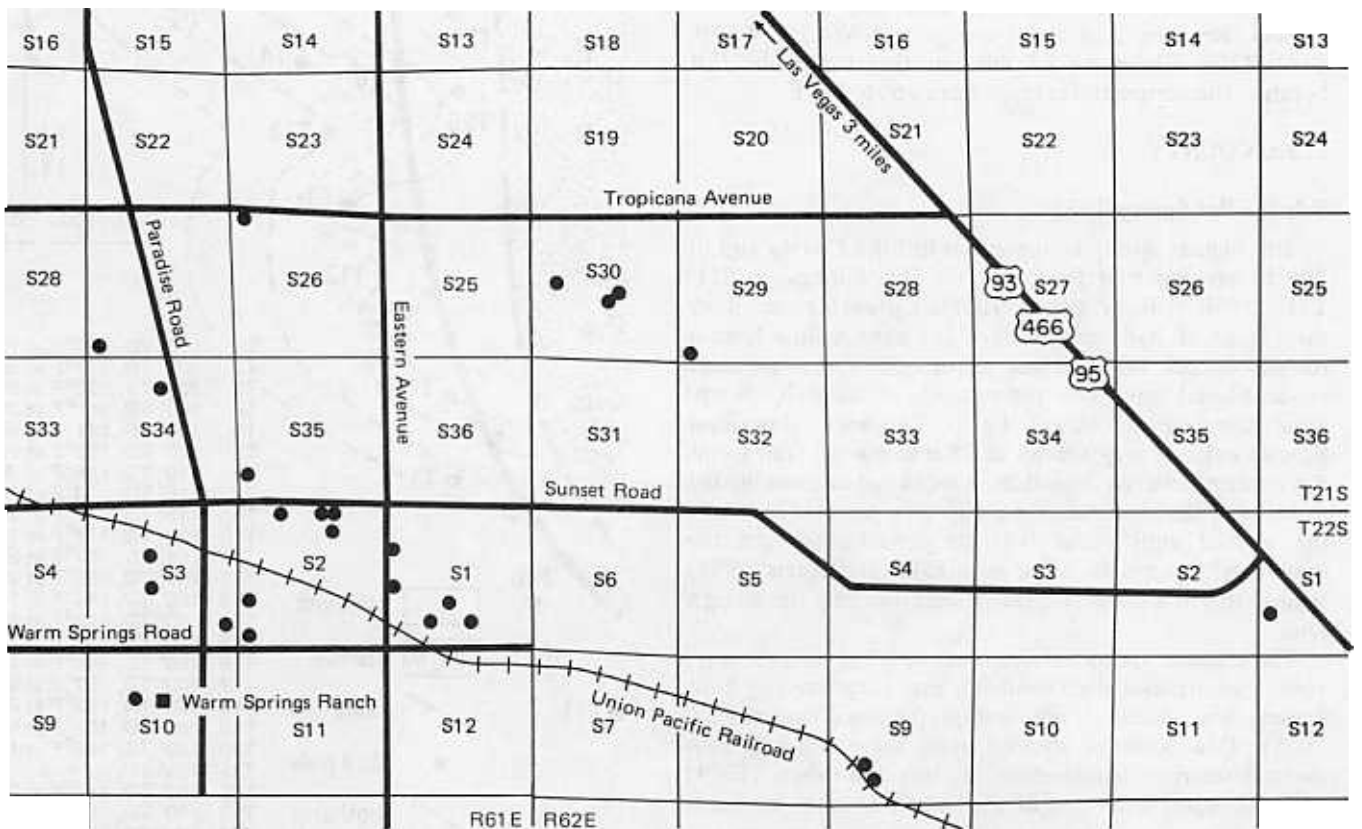 S16 S15 S14 S13 S18 S17 S16 S15 S14 S13
Las Vegas 3 miles
S21 S22 S23 S24 S19 S20 S21 S22 S23 S24
Tropicana Avenue
Paradise Road
Eastern Avenue
S28 S26 S25 S30 S29 S28 S27 S26 S25
93
466
95
S33 S34 S35 S36 S31 S32 S33 S34 S35 S36
Sunset Road
T21S
T22S
S4 S3 S2 S1 S6 S5 S4 S3 S2 S1
Warm Springs Road
Warm Springs Ranch
Union Pacific Railroad
S9 S10 S11 S12 S7 S9 S10 S11 S12
R61E R62E